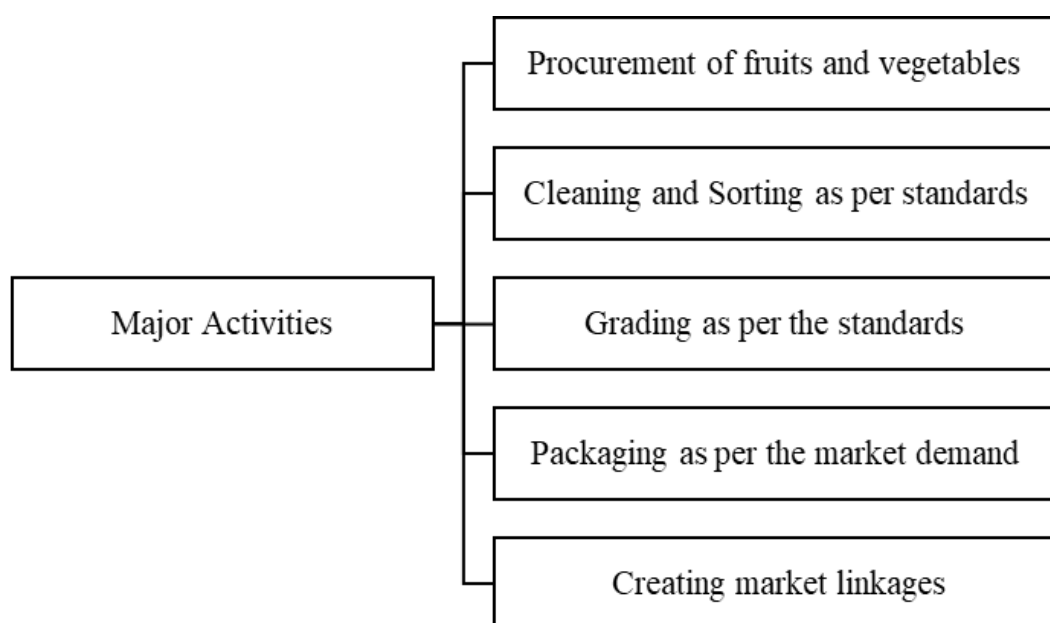 Procurement of fruits and vegetables
Cleaning and Sorting as per standards
Major Activities
Grading as per the standards
Packaging as per the market demand
Creating market linkages